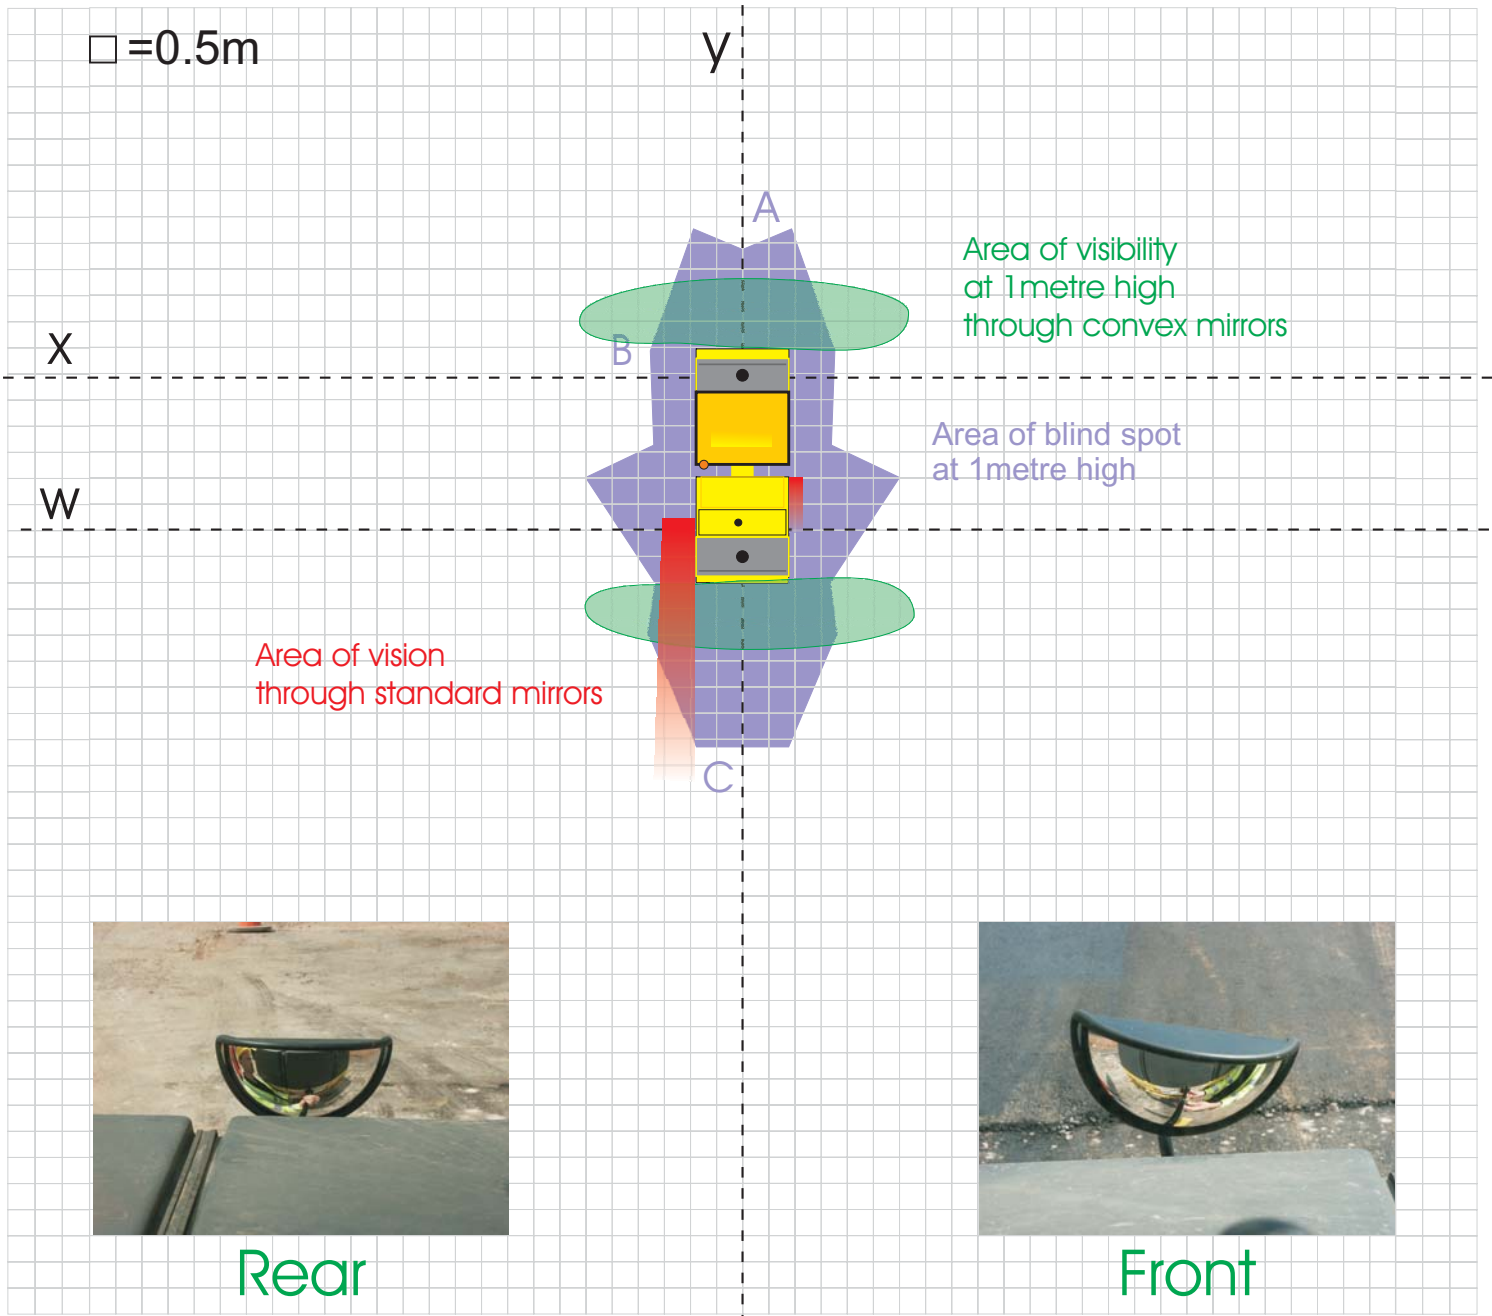 □ =0.5m
y
A
Area of visibility
at 1metre high
through convex mirrors
X
B
Area of blind spot
at 1metre high
W
Area of vision
through standard mirrors
C
Rear
Front